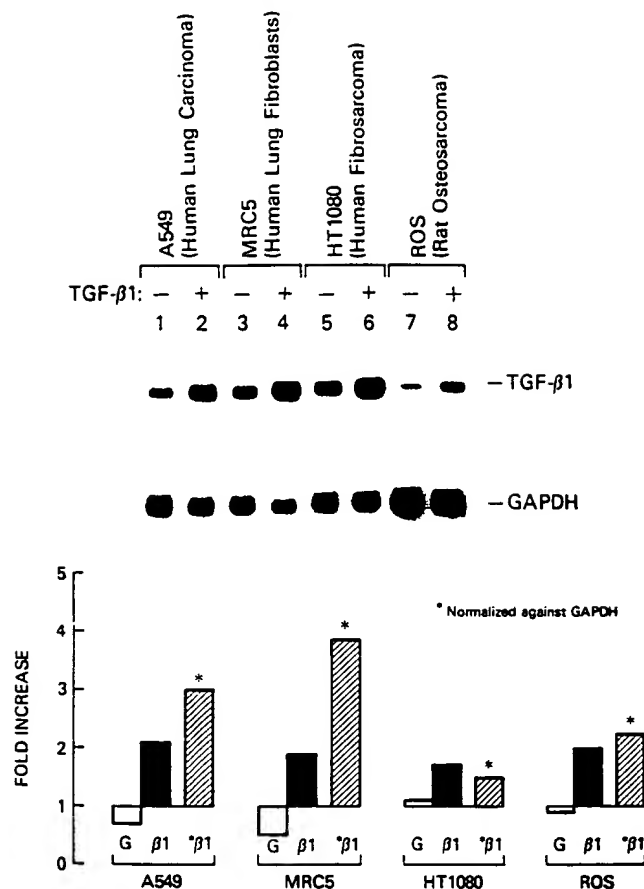 A549
(Human Lung Carcinoma)
MRC5
(Human Lung Fibroblasts)
HT1080
(Human Fibrosarcoma)
ROS
(Rat Osteosarcoma)
TGF-β1: − + − + − + − +
1 2 3 4 5 6 7 8
−TGF-β1
−GAPDH
FOLD INCREASE
5
4
3
2
1
0
* Normalized against GAPDH
* * * *
G β1 *β1 G β1 *β1 G β1 *β1 G β1 *β1
A549 MRC5 HT1080 ROS